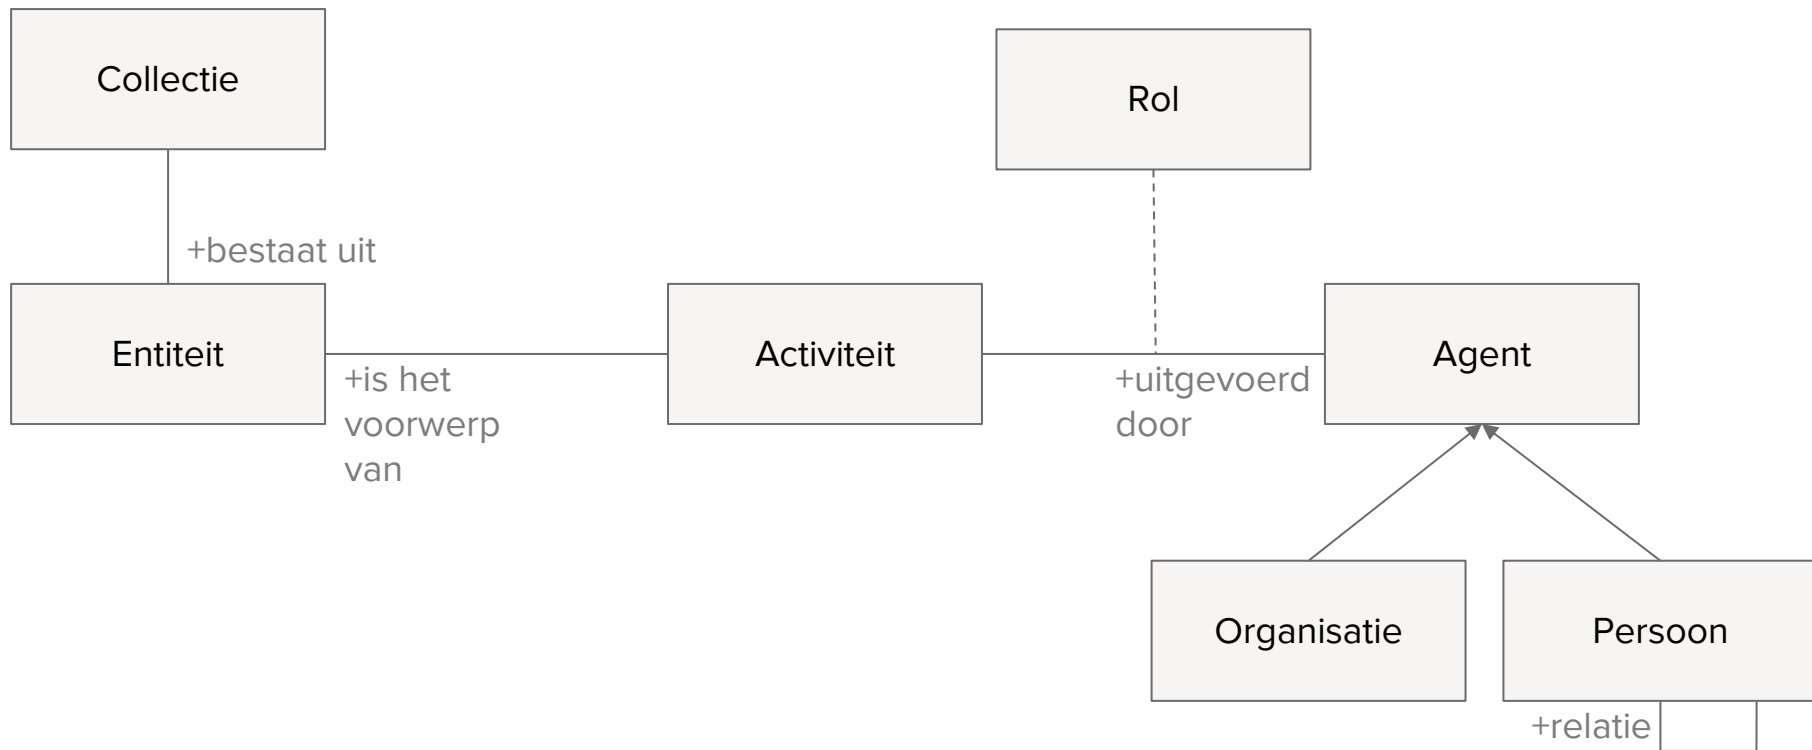 Collectie
Rol
+bestaat uit
Entiteit
Activiteit
Agent
+is het
voorwerp
van
+uitgevoerd
door
Organisatie
Persoon
+relatie